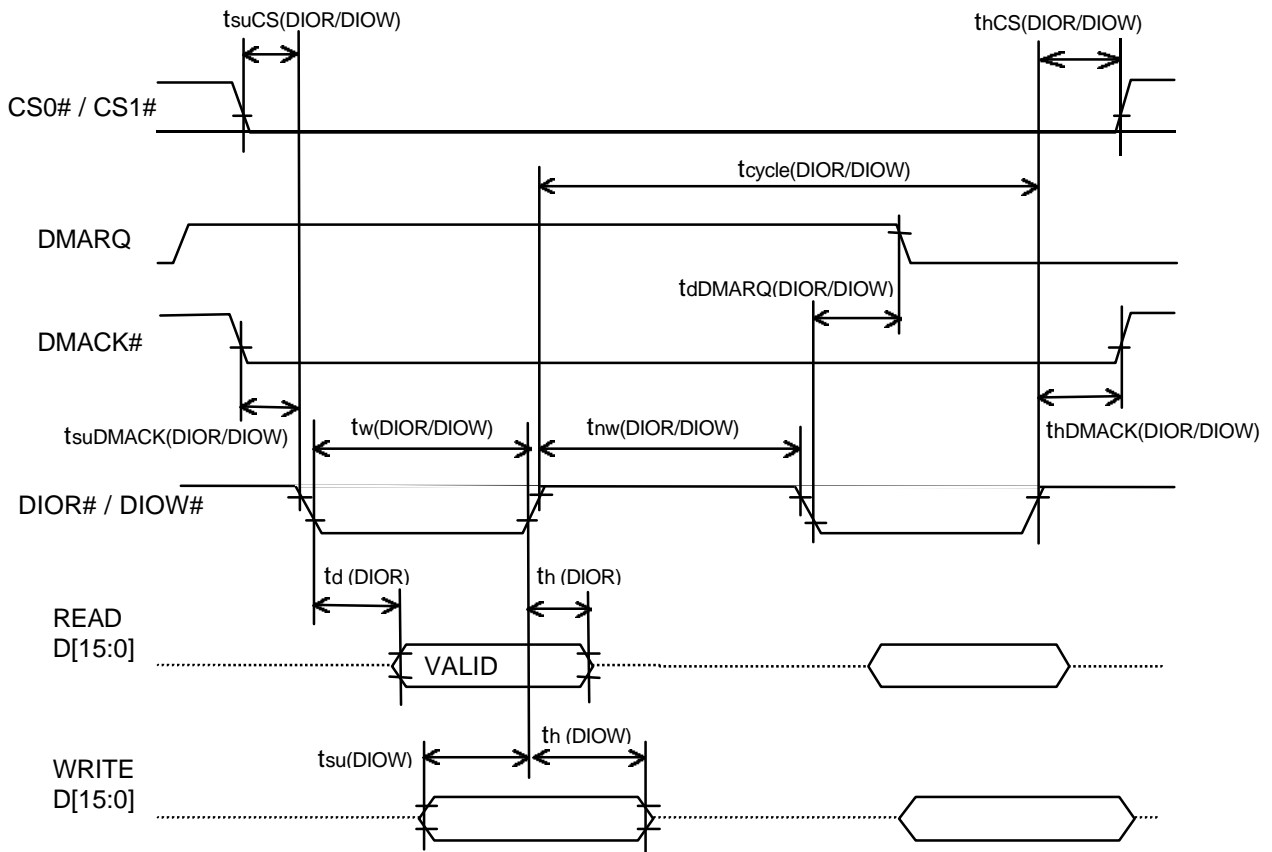 tsuCS(DIOR/DIOW)
thCS(DIOR/DIOW)
CS0# / CS1#
tcycle(DIOR/DIOW)
DMARQ
tdDMARQ(DIOR/DIOW)
DMACK#
tsuDMACK(DIOR/DIOW)
tw(DIOR/DIOW)
tnw(DIOR/DIOW)
thDMACK(DIOR/DIOW)
DIOR# / DIOW#
td (DIOR)
th (DIOR)
READ
D[15:0]
VALID
tsu(DIOW)
th (DIOW)
WRITE
D[15:0]